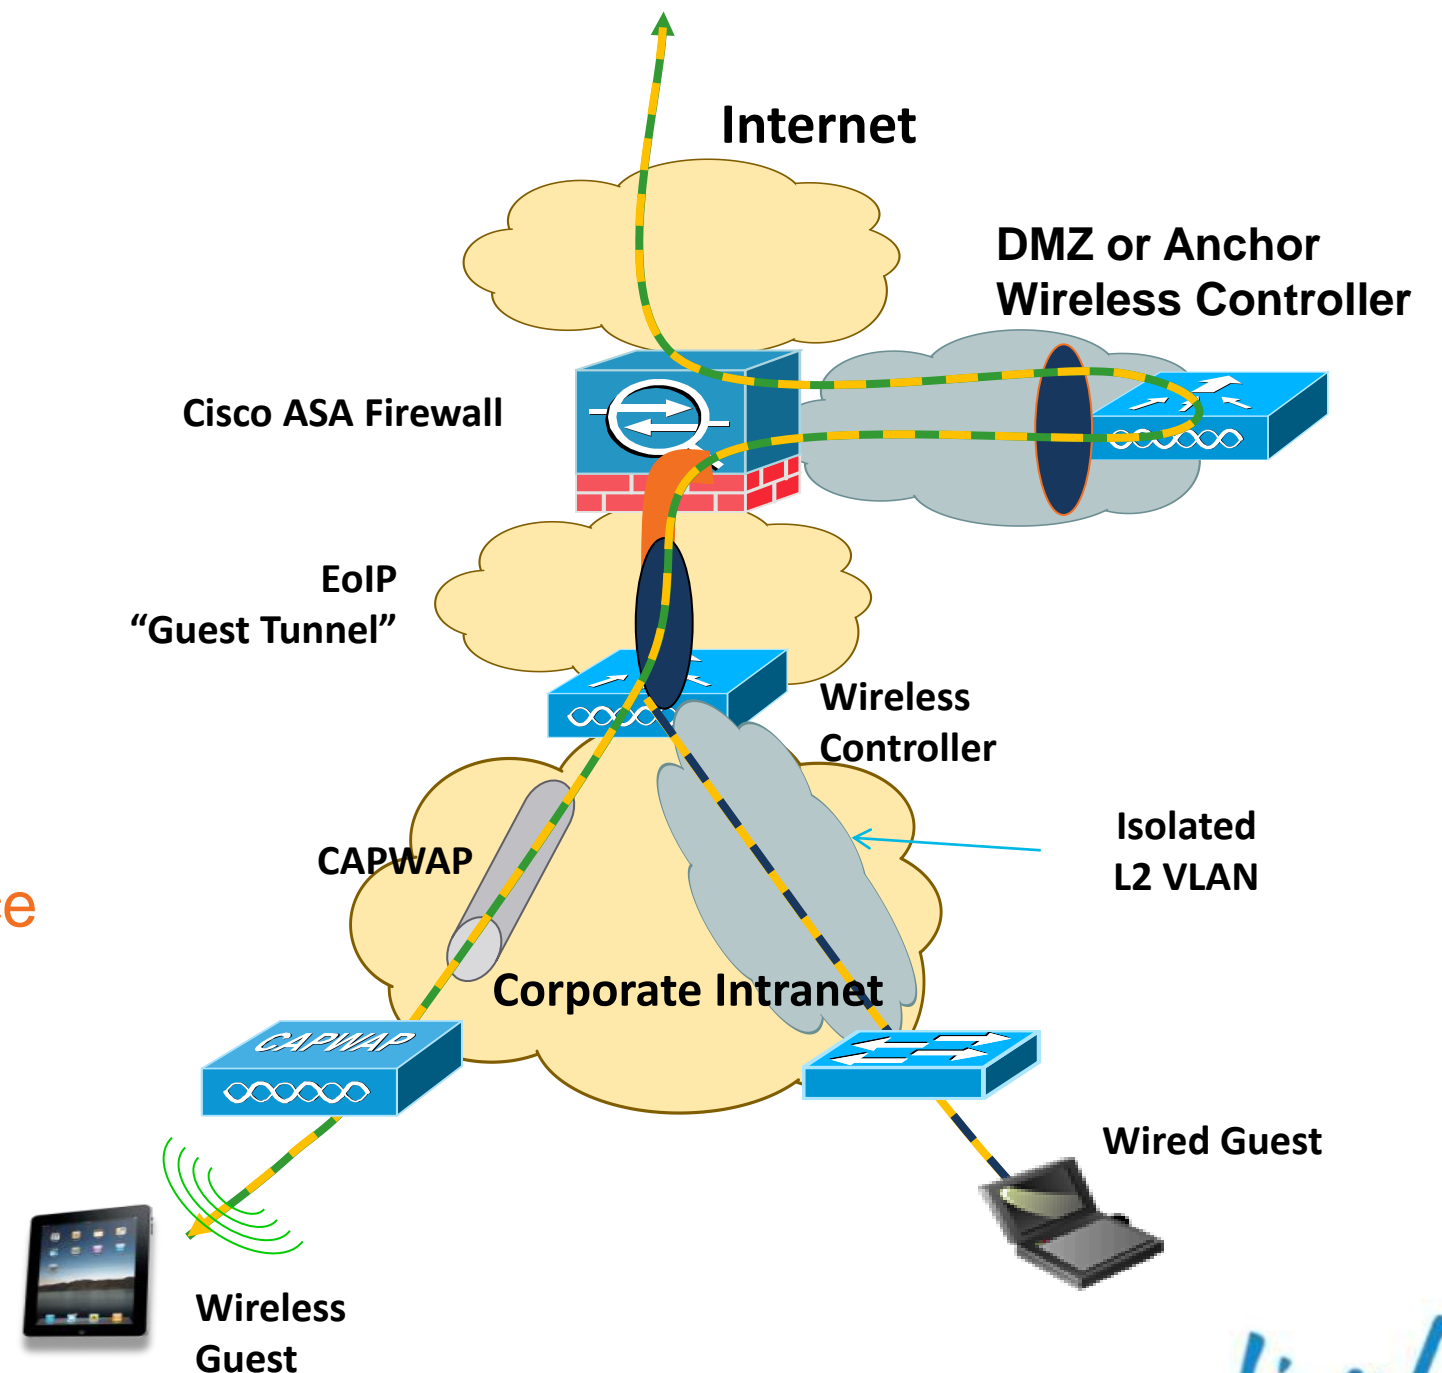 Internet
DMZ or Anchor
Wireless Controller
Cisco ASA Firewall
EoIP
“Guest Tunnel”
Wireless
Controller
Isolated
L2 VLAN
CAPWAP
Corporate Intranet
CAPWAP
Wired Guest
Wireless
Guest